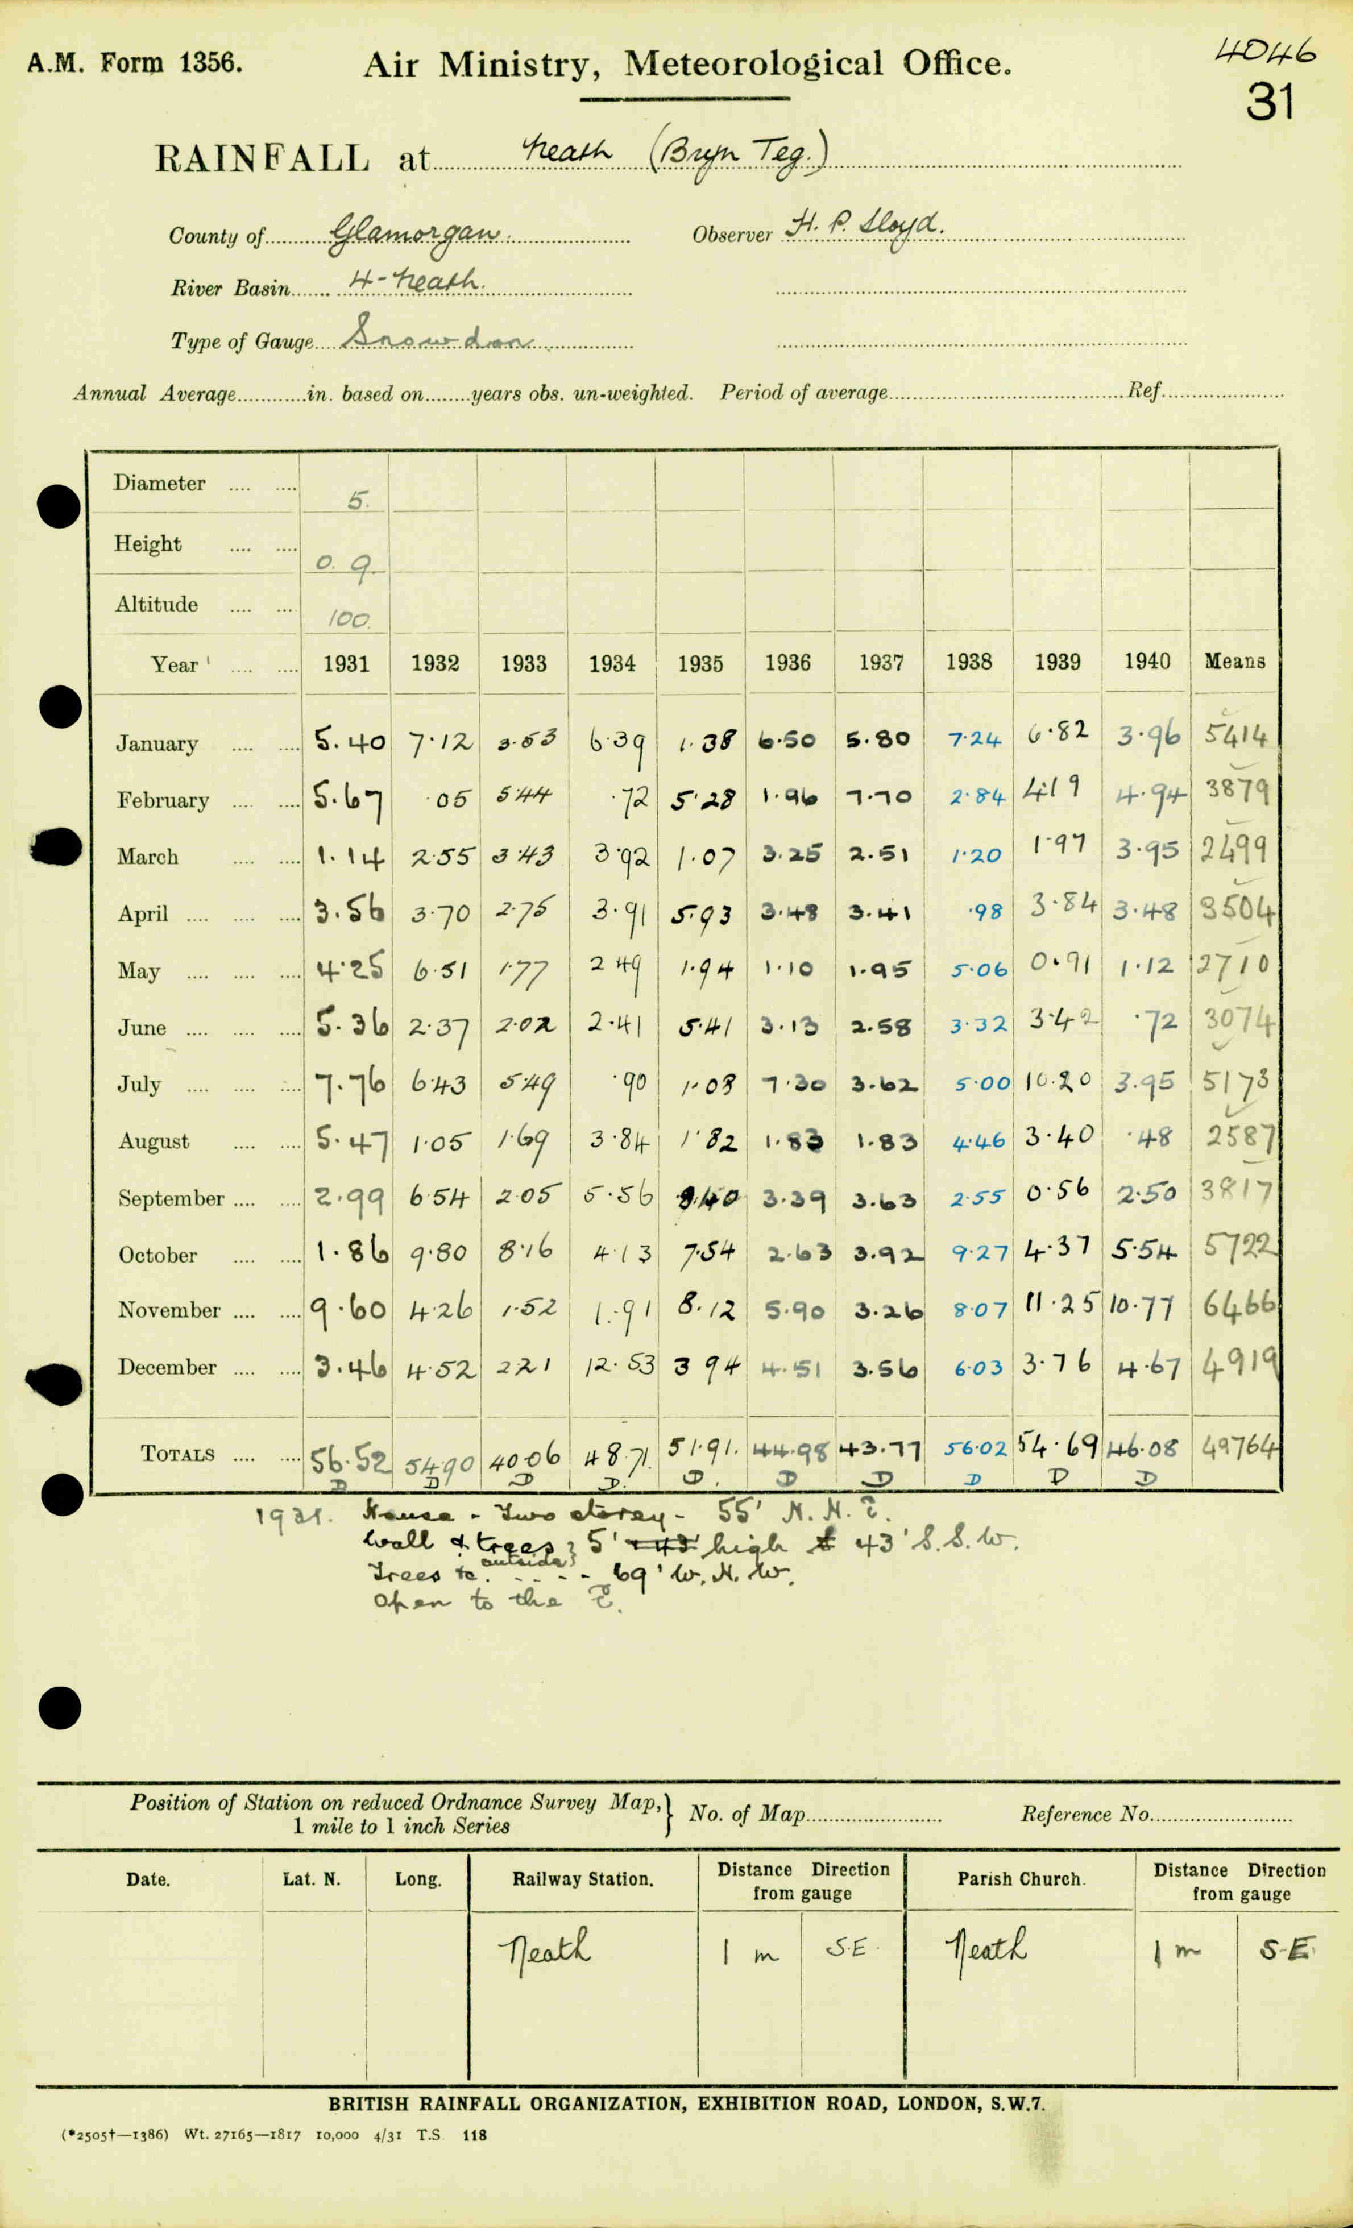 A.M. Form 1356.
Air Ministry, Meteorological Office.
4046
31
RAINFALL at Neath (Bryn Teg.)
County of Glamorgan. Observer H. P. Lloyd.
River Basin 4-Neath.
Type of Gauge Snowdon
Annual Average in. based on years obs. un-weighted. Period of average Ref.
Diameter 5.
Height 0. 9.
Altitude 100.
Year 1931 1932 1933 1934 1935 1936 1937 1938 1939 1940 Means
January 5.40 7.12 3.53 6.39 1.38 6.50 5.80 7.24 6.82 3.96 5414
February 5.67 .05 5.44 .72 5.28 1.96 7.70 2.84 4.19 4.94 3879
March 1.14 2.55 3.43 3.92 1.07 3.25 2.51 1.20 1.97 3.95 2499
April 3.56 3.70 2.75 3.91 5.93 3.48 3.41 .98 3.84 3.48 3504
May 4.25 6.51 1.77 2 49 1.94 1.10 1.95 5.06 0.91 1.12 2710
June 5.36 2.37 2.02 2.41 5.41 3.13 2.58 3.32 3.42 .72 3074
July 7.76 6.43 5.49 .90 1.08 7.30 3.62 5.00 10.20 3.95 5173
August 5.47 1.05 1.69 3.84 1.82 1.83 1.83 4.46 3.40 .48 2587
September 2.99 6.54 2.05 5.56 8.40 3.39 3.63 2.55 0.56 2.50 3817
October 1.86 9.80 8.16 4.13 7.54 2.63 3.92 9.27 4.37 5.54 5722
November 9.60 4.26 1.52 1.91 8.12 5.90 3.26 8.07 11.25 10.77 6466
December 3.46 4.52 2 21 12.53 3 94 4.51 3.56 6.03 3.76 4.67 4919
TOTALS 56.52 54.90 40.06 48.71 51.91. 44.98 43.77 56.02 54.69 46.08 49764
D D D D. D. D D D D D
1931. House - Two storey - 55' N. N. E.
Wall & trees } 5' high 43' S. S. W.
outside }
Trees to - - - - 69' W. N. W.
Open to the E.
Position of Station on reduced Ordnance Survey Map, } No. of Map Reference No.
1 mile to 1 inch Series
Date. Lat. N. Long. Railway Station. Distance Direction from gauge Parish Church. Distance Direction from gauge
Neath 1 m S.E. Neath 1 m S.E.
BRITISH RAINFALL ORGANIZATION, EXHIBITION ROAD, LONDON, S.W.7.
(*2505†—1386) Wt. 27165—1817 10,000 4/31 T.S. 118